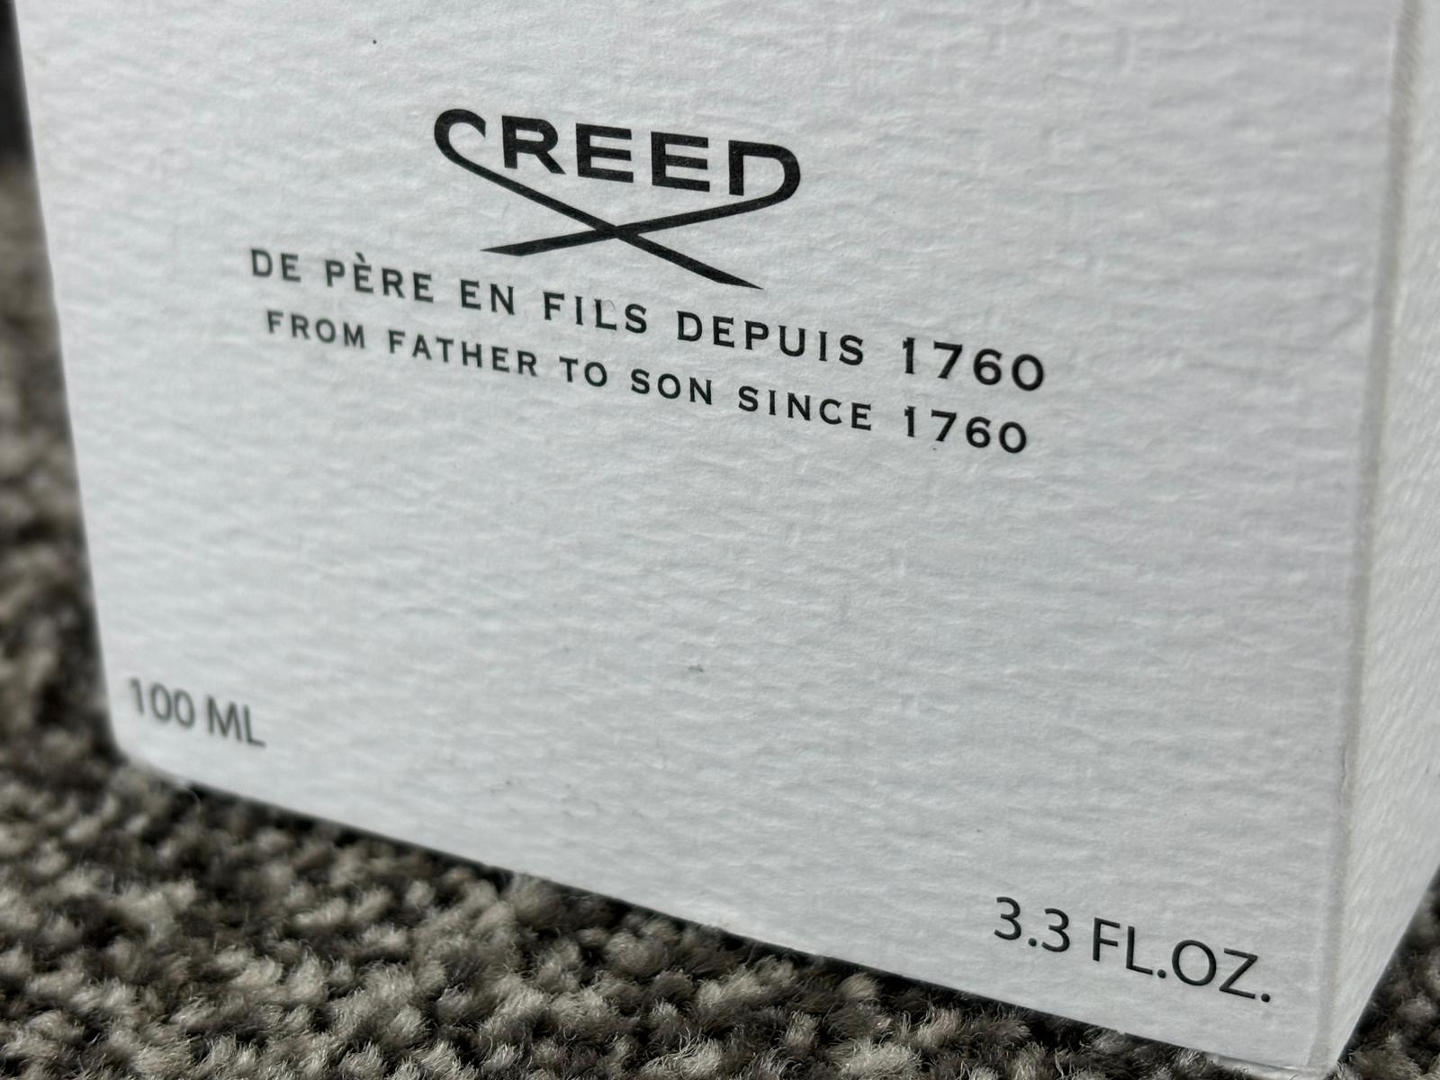 CREED
DE PÈRE EN FILS DEPUIS 1760
FROM FATHER TO SON SINCE 1760
100 ML
3.3 FL.OZ.